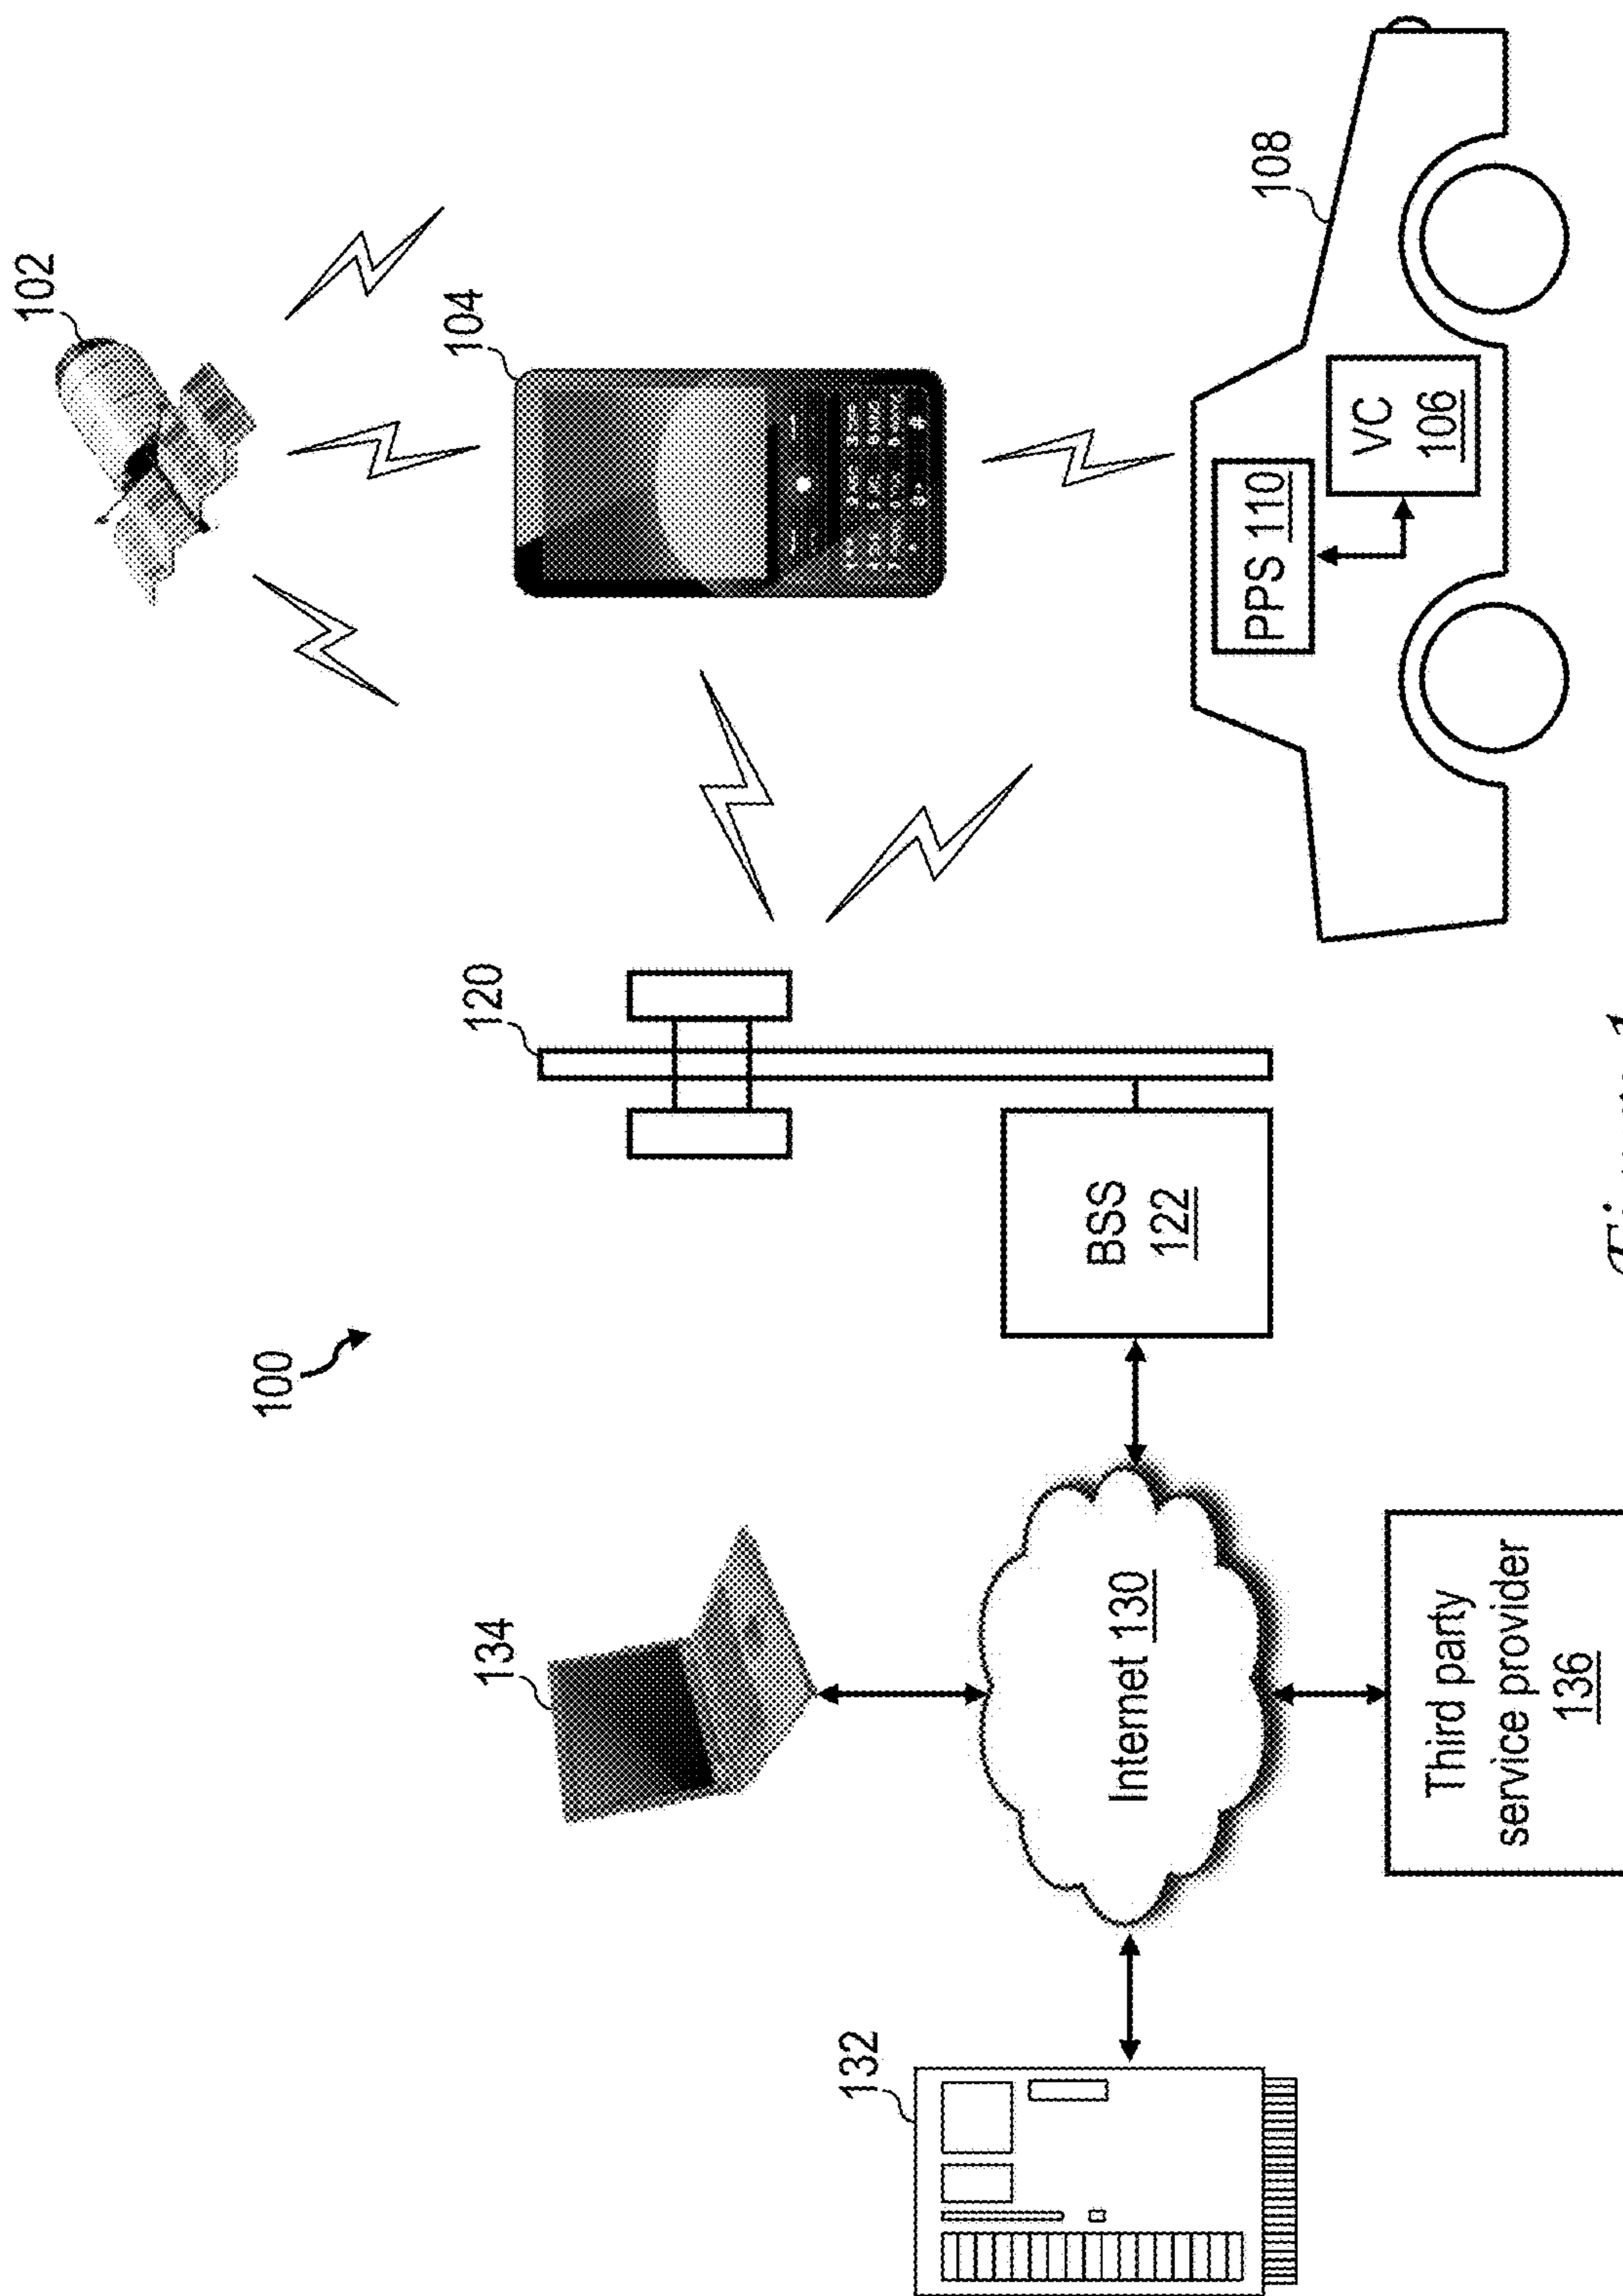 100
102
104
134
120
132
108
PPS 110
VC
106
BSS
122
Internet 130
Third party
service provider
136